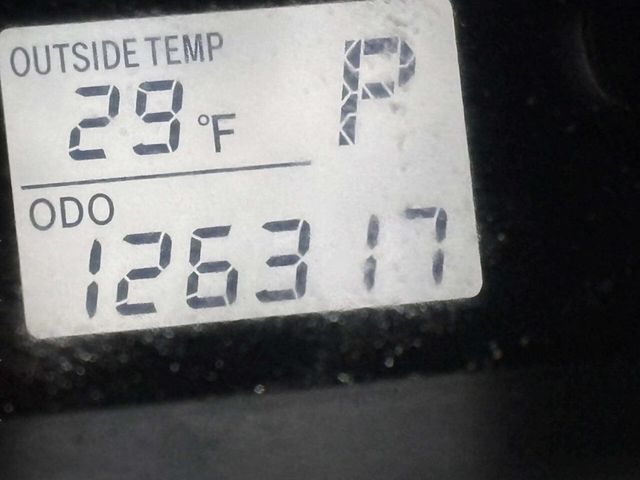 OUTSIDE TEMP
P
29 °F
ODO
126317